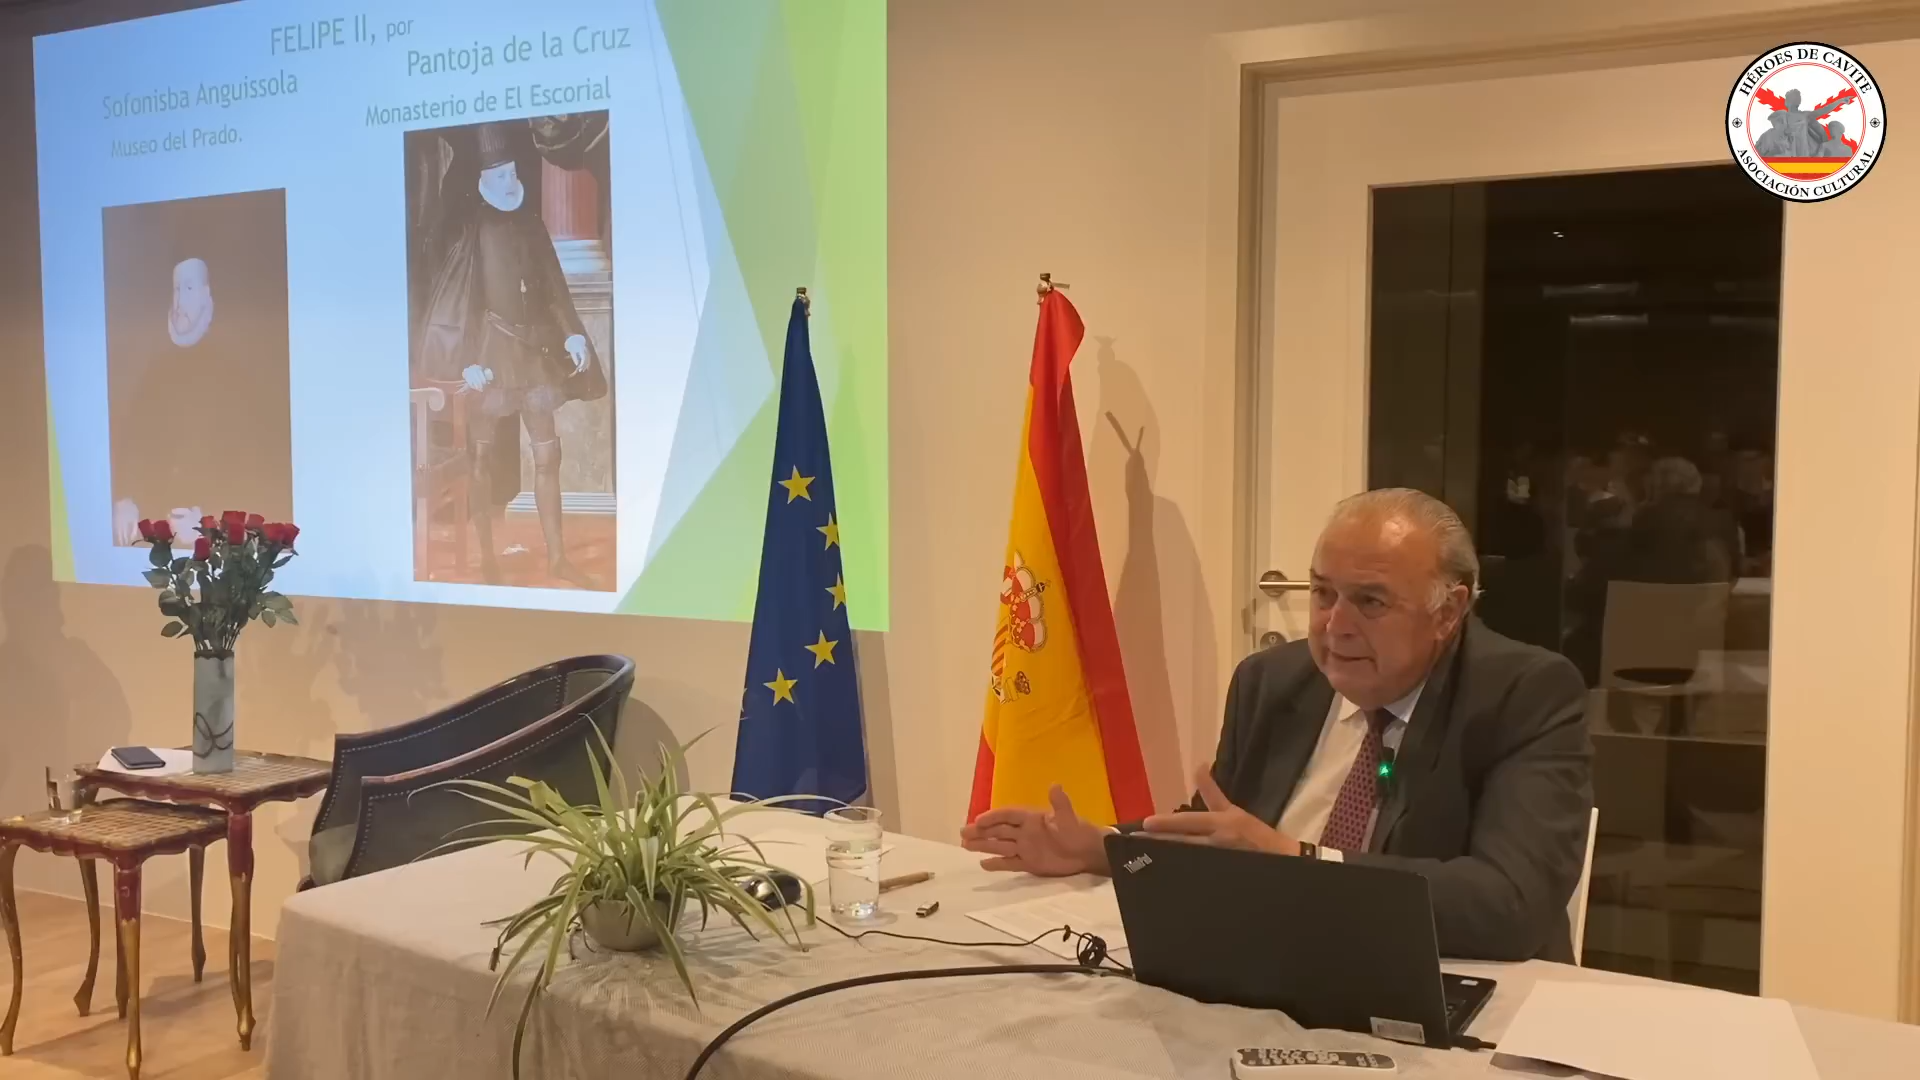 FELIPE II, por
Sofonisba Anguissola
Museo del Prado.
Pantoja de la Cruz
Monasterio de El Escorial
HÉROES DE CAVITE
ASOCIACIÓN CULTURAL
ThinkPad